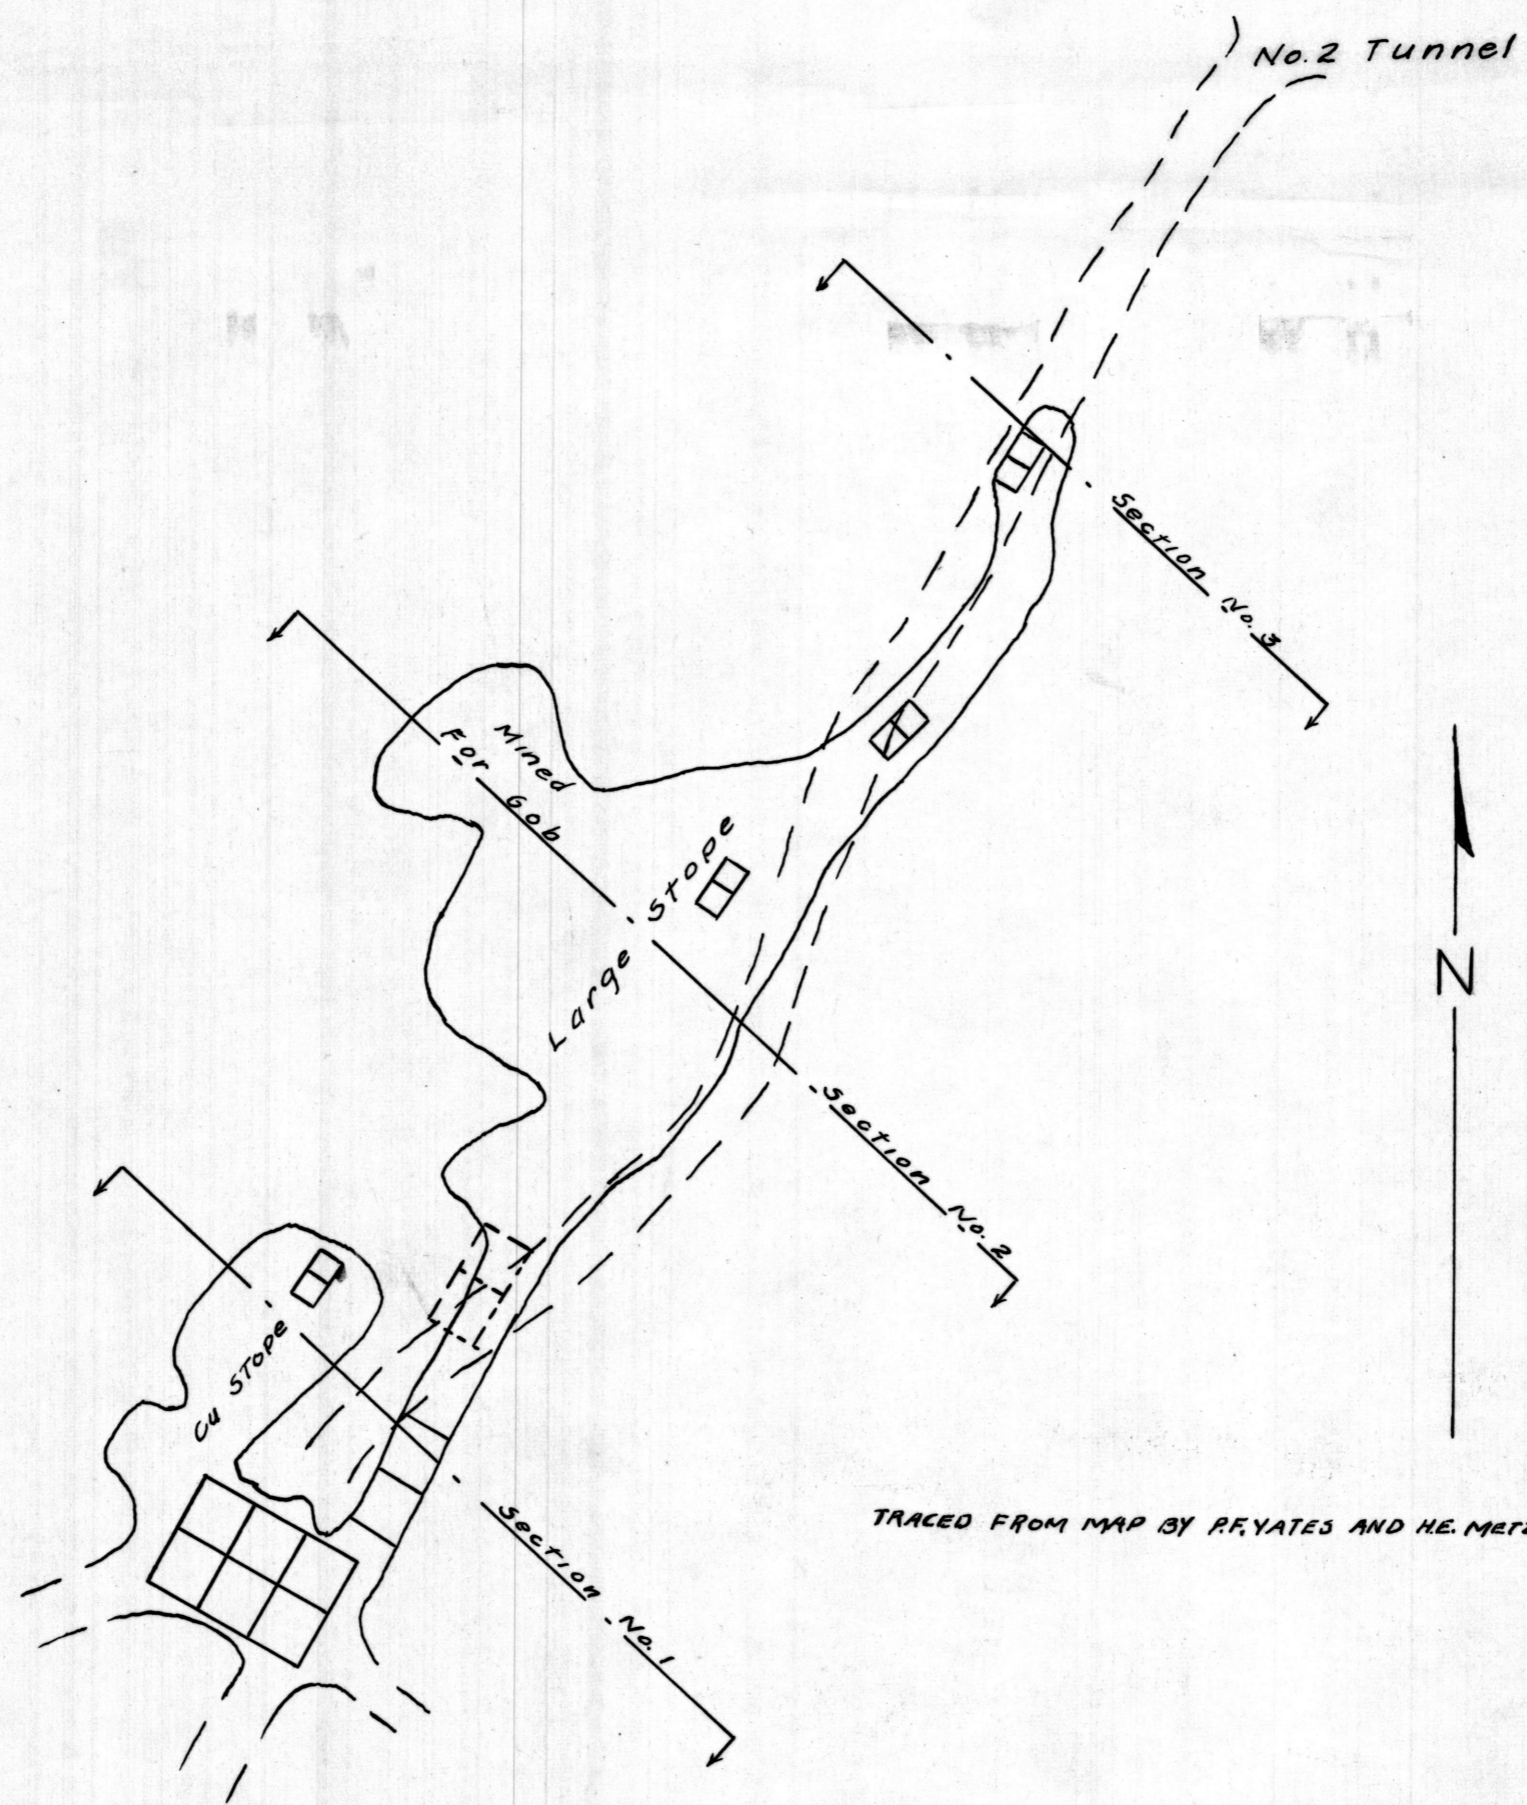 No.2 Tunnel
Section No. 3
Mined
For Gob
Large Stope
N
Section No. 2
Cu Stope
TRACED FROM MAP BY P.F. YATES AND H.E.
Section No. 1